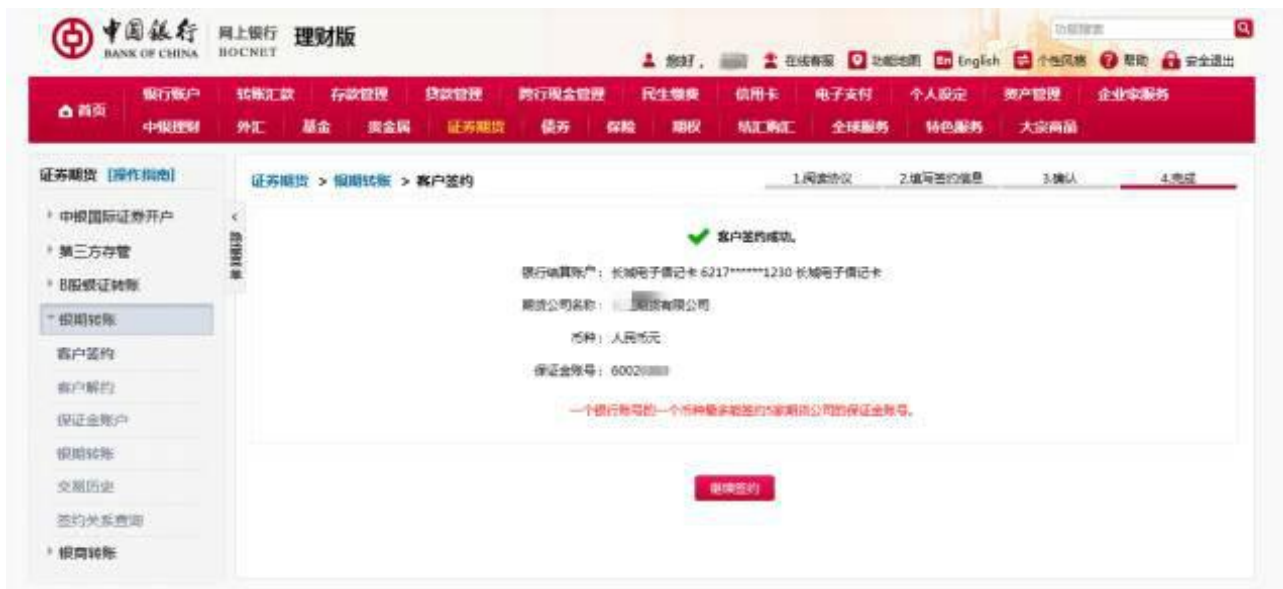 中国银行 网上银行 理财版
BANK OF CHINA BOCNET
功能搜索
您好， 在线客服 功能地图 En English 个性风格 帮助 安全退出
首页
银行账户 转账汇款 存款管理 贷款管理 跨行现金管理 民生缴费 信用卡 电子支付 个人设定 资产管理 企业家服务
中银理财 外汇 基金 贵金属 证券期货 债券 保险 期权 结汇购汇 全球服务 特色服务 大宗商品
证券期货 [操作指南]
证券期货 > 银期转账 > 客户签约
1.阅读协议 2.填写签约信息 3.确认 4.完成
中银国际证券开户
第三方存管
B股银证转账
银期转账
客户签约
客户解约
保证金账户
银期转账
交易历史
签约关系查询
银商转账
隐藏菜单
客户签约成功。
银行结算账户： 长城电子借记卡 6217******1230 长城电子借记卡
期货公司名称： 期货有限公司
币种： 人民币元
保证金账号： 6002
一个银行账号的一个币种最多能签约5家期货公司的保证金账号。
继续签约